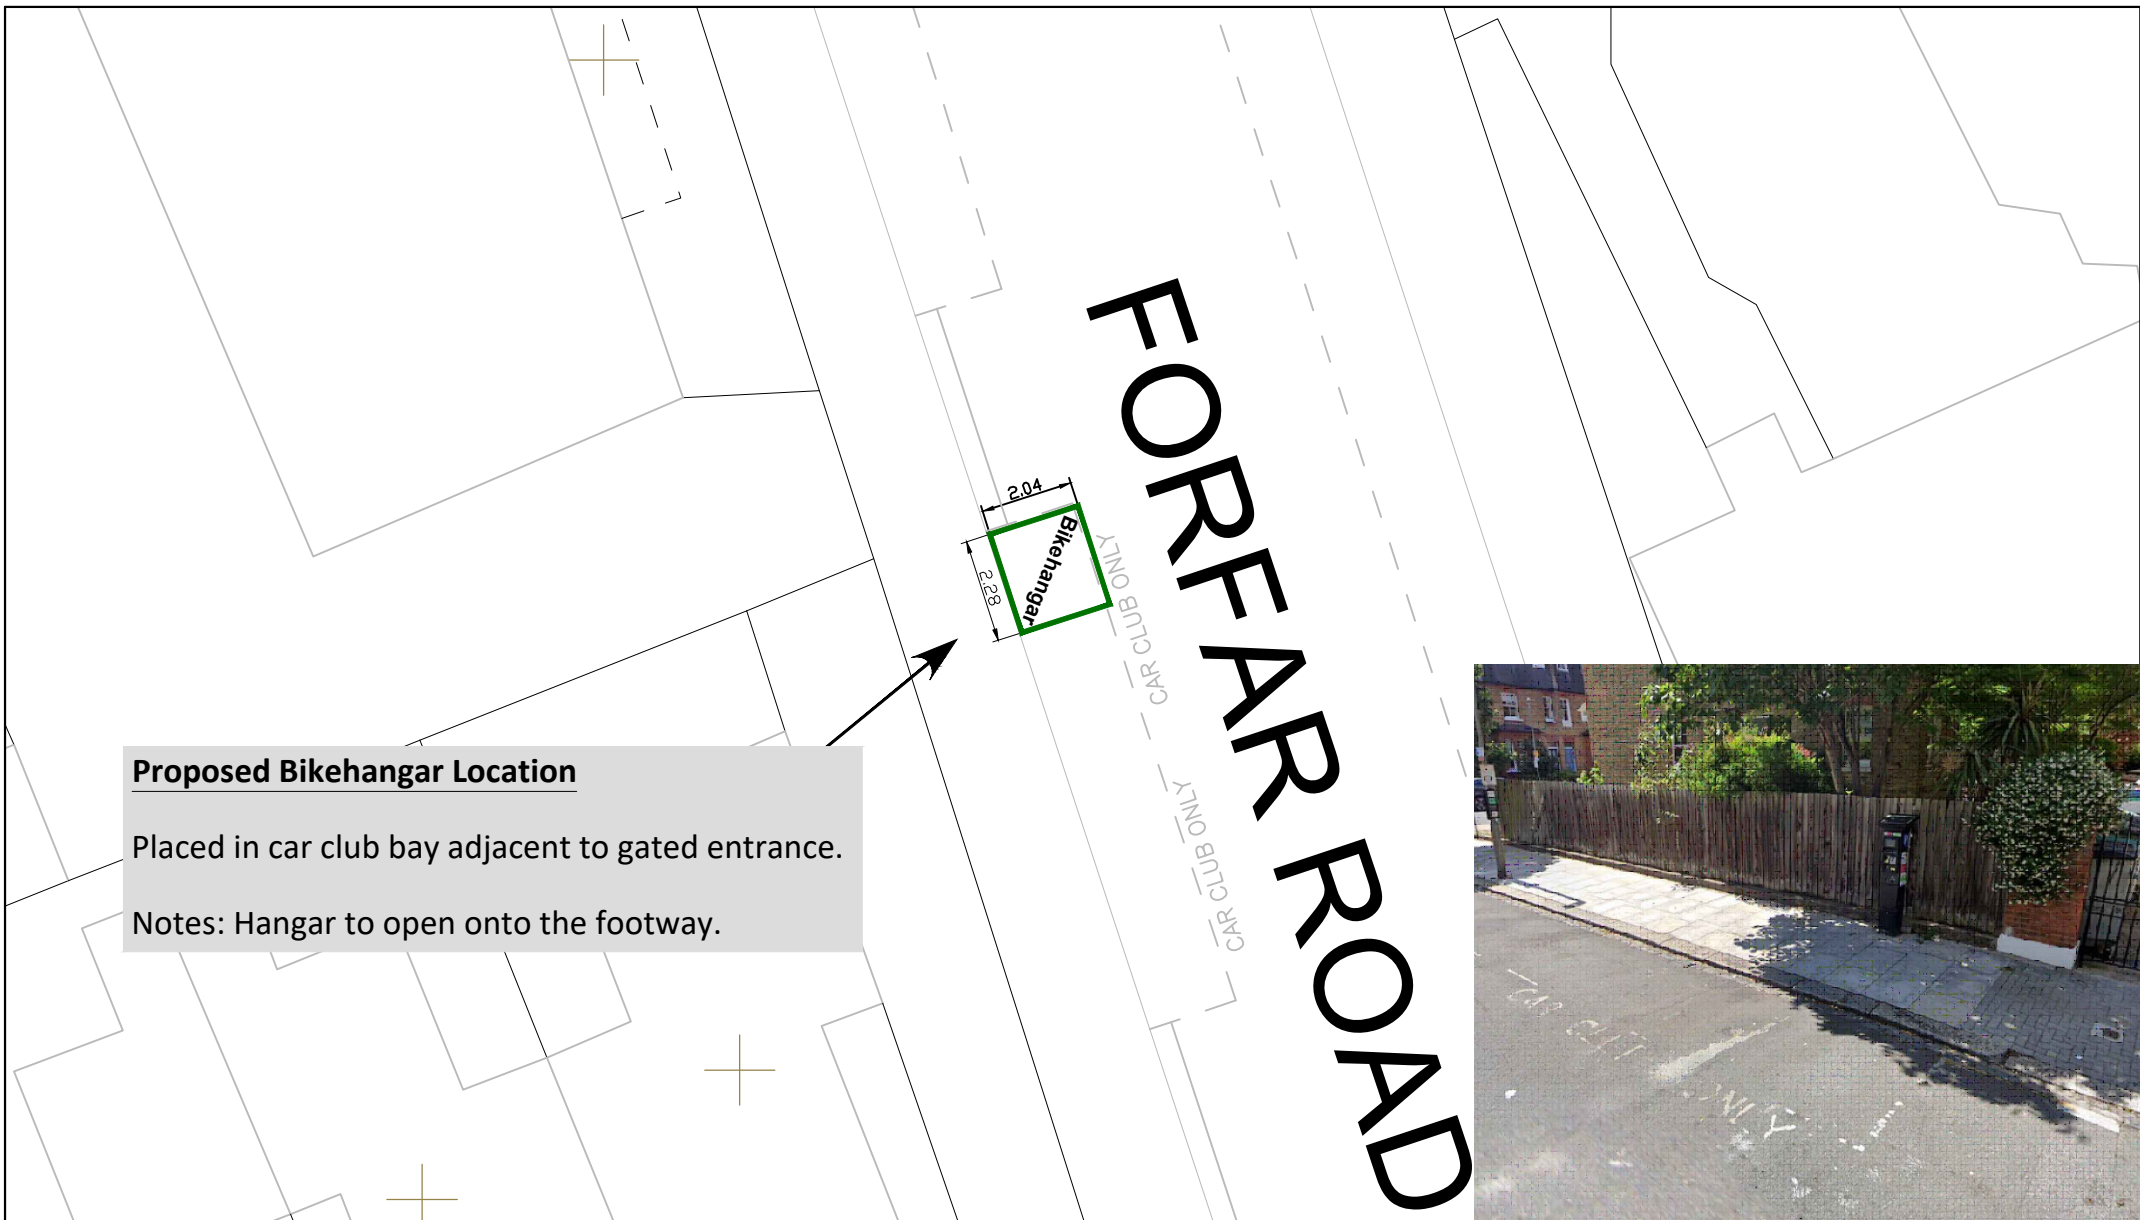 FORFAR ROAD
2.04
2.28
Bikehangar
CAR CLUB ONLY
CAR CLUB ONLY
Proposed Bikehangar Location
Placed in car club bay adjacent to gated entrance.
Notes: Hangar to open onto the footway.